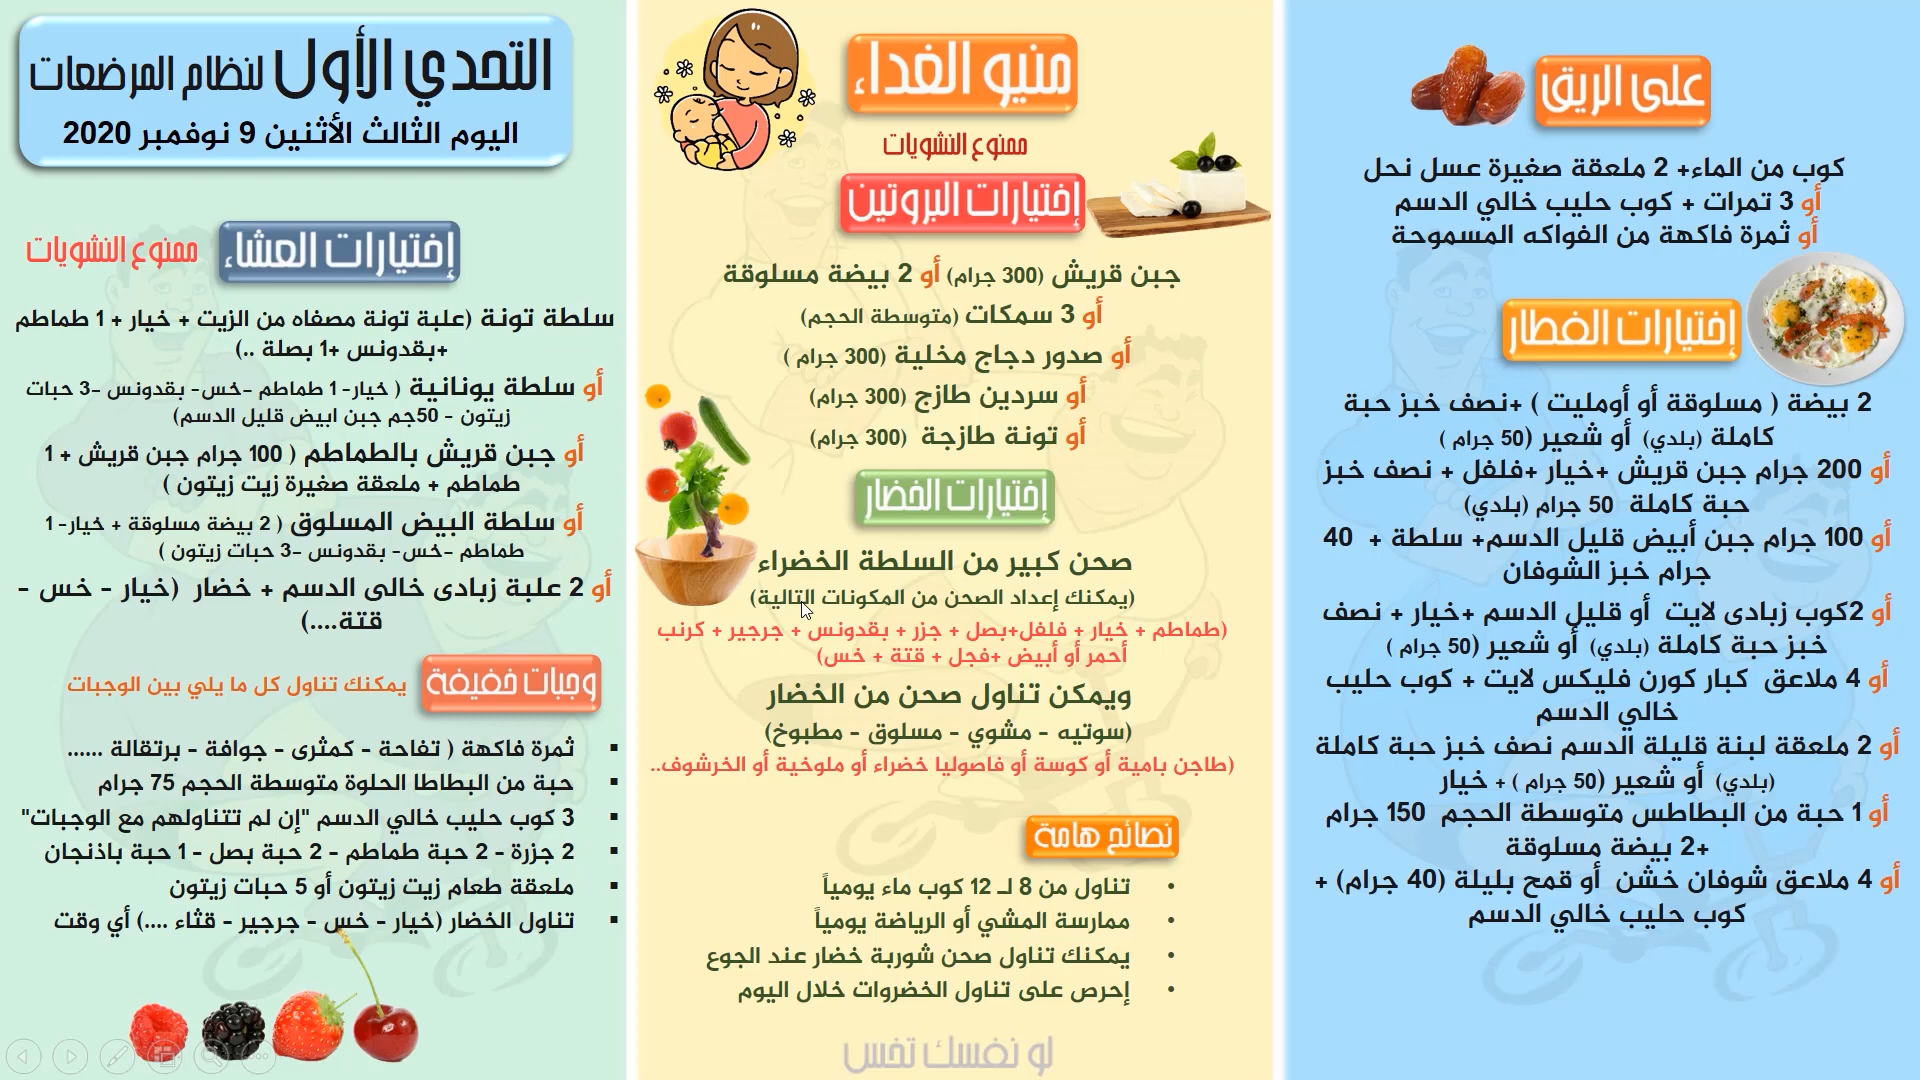 التحدي الأول لنظام المرضعات
اليوم الثالث الأثنين 9 نوفمبر 2020
على الريق
كوب من الماء+ 2 ملعقة صغيرة عسل نحل
أو 3 تمرات + كوب حليب خالي الدسم
أو ثمرة فاكهة من الفواكه المسموحة
إختيارات الفطار
2 بيضة ( مسلوقة أو أومليت ) +نصف خبز حبة
كاملة (بلدي) أو شعير (50 جرام )
أو 200 جرام جبن قريش +خيار +فلفل + نصف خبز
حبة كاملة 50 جرام (بلدي)
أو 100 جرام جبن أبيض قليل الدسم+ سلطة + 40
جرام خبز الشوفان
أو 2كوب زبادى لايت أو قليل الدسم +خيار + نصف
خبز حبة كاملة (بلدي) أو شعير (50 جرام )
أو 4 ملاعق كبار كورن فليكس لايت + كوب حليب
خالي الدسم
أو 2 ملعقة لبنة قليلة الدسم نصف خبز حبة كاملة
(بلدي) أو شعير (50 جرام ) + خيار
أو 1 حبة من البطاطس متوسطة الحجم 150 جرام
+2 بيضة مسلوقة
أو 4 ملاعق شوفان خشن أو قمح بليلة (40 جرام) +
كوب حليب خالي الدسم
منيو الغداء
ممنوع النشويات
إختيارات البروتين
جبن قريش (300 جرام) أو 2 بيضة مسلوقة
أو 3 سمكات (متوسطة الحجم)
أو صدور دجاج مخلية (300 جرام )
أو سردين طازج (300 جرام)
أو تونة طازجة (300 جرام)
إختيارات الخضار
صحن كبير من السلطة الخضراء
(يمكنك إعداد الصحن من المكونات التالية)
(طماطم + خيار + فلفل+بصل + جزر + بقدونس + جرجير + كرنب
أحمر أو أبيض +فجل + قتة + خس)
ويمكن تناول صحن من الخضار
(سوتيه - مشوي - مسلوق - مطبوخ)
(طاجن بامية أو كوسة أو فاصوليا خضراء أو ملوخية أو الخرشوف..
نصائح هامة
• تناول من 8 لـ 12 كوب ماء يومياً
• ممارسة المشي أو الرياضة يومياً
• يمكنك تناول صحن شوربة خضار عند الجوع
• إحرص على تناول الخضروات خلال اليوم
لو نفسك تخس
إختيارات العشاء
ممنوع النشويات
سلطة تونة (علبة تونة مصفاه من الزيت + خيار + 1 طماطم
+بقدونس +1 بصلة ..)
أو سلطة يونانية ( خيار- 1 طماطم -خس- بقدونس -3 حبات
زيتون - 50جم جبن ابيض قليل الدسم)
أو جبن قريش بالطماطم ( 100 جرام جبن قريش + 1
طماطم + ملعقة صغيرة زيت زيتون )
أو سلطة البيض المسلوق ( 2 بيضة مسلوقة + خيار- 1
طماطم -خس- بقدونس -3 حبات زيتون )
أو 2 علبة زبادى خالى الدسم + خضار (خيار - خس -
قتة....)
وجبات خفيفة
يمكنك تناول كل ما يلي بين الوجبات
▪ ثمرة فاكهة ( تفاحة - كمثرى - جوافة - برتقالة ......
▪ حبة من البطاطا الحلوة متوسطة الحجم 75 جرام
▪ 3 كوب حليب خالي الدسم "إن لم تتناولهم مع الوجبات"
▪ 2 جزرة - 2 حبة طماطم - 2 حبة بصل - 1 حبة باذنجان
▪ ملعقة طعام زيت زيتون أو 5 حبات زيتون
▪ تناول الخضار (خيار - خس - جرجير - قثاء ....) أي وقت